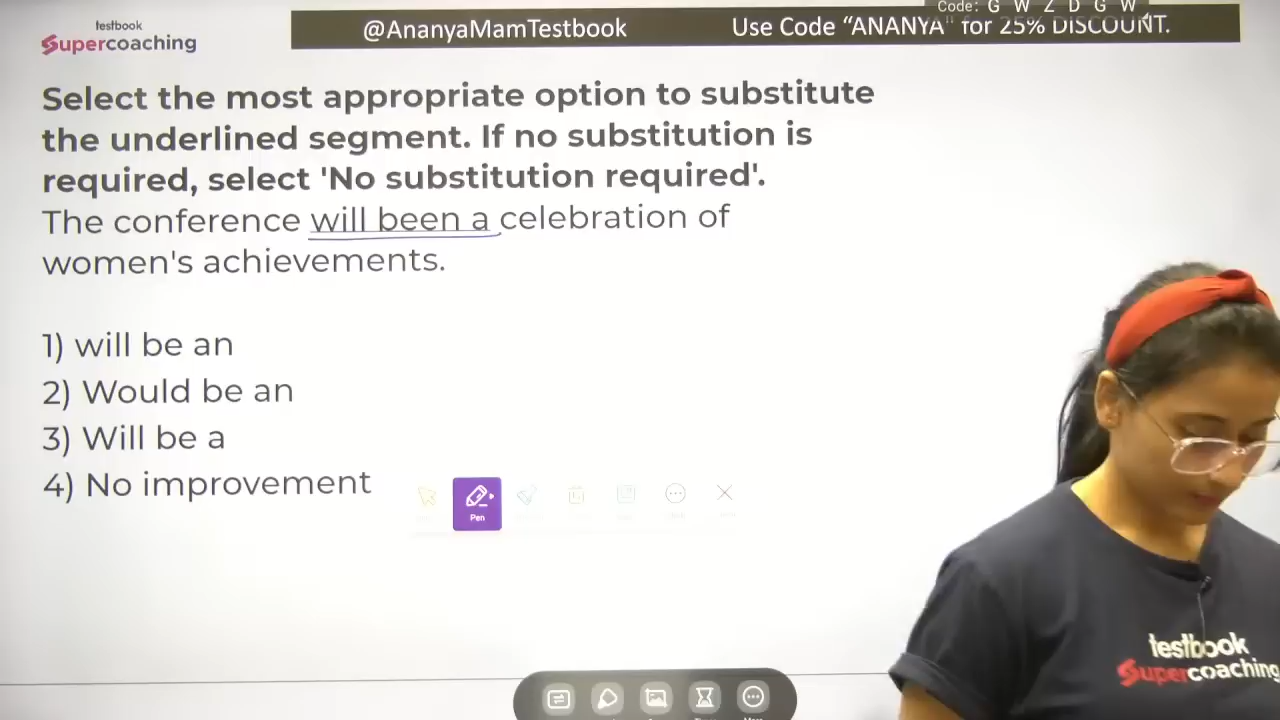 Code: G W Z D G W
testbook
Supercoaching
@AnanyaMamTestbook Use Code “ANANYA" for 25% DISCOUNT.
Select the most appropriate option to substitute
the underlined segment. If no substitution is
required, select 'No substitution required'.
The conference will been a celebration of
women's achievements.
1) will be an
2) Would be an
3) Will be a
4) No improvement
Pen
testbook
Supercoaching